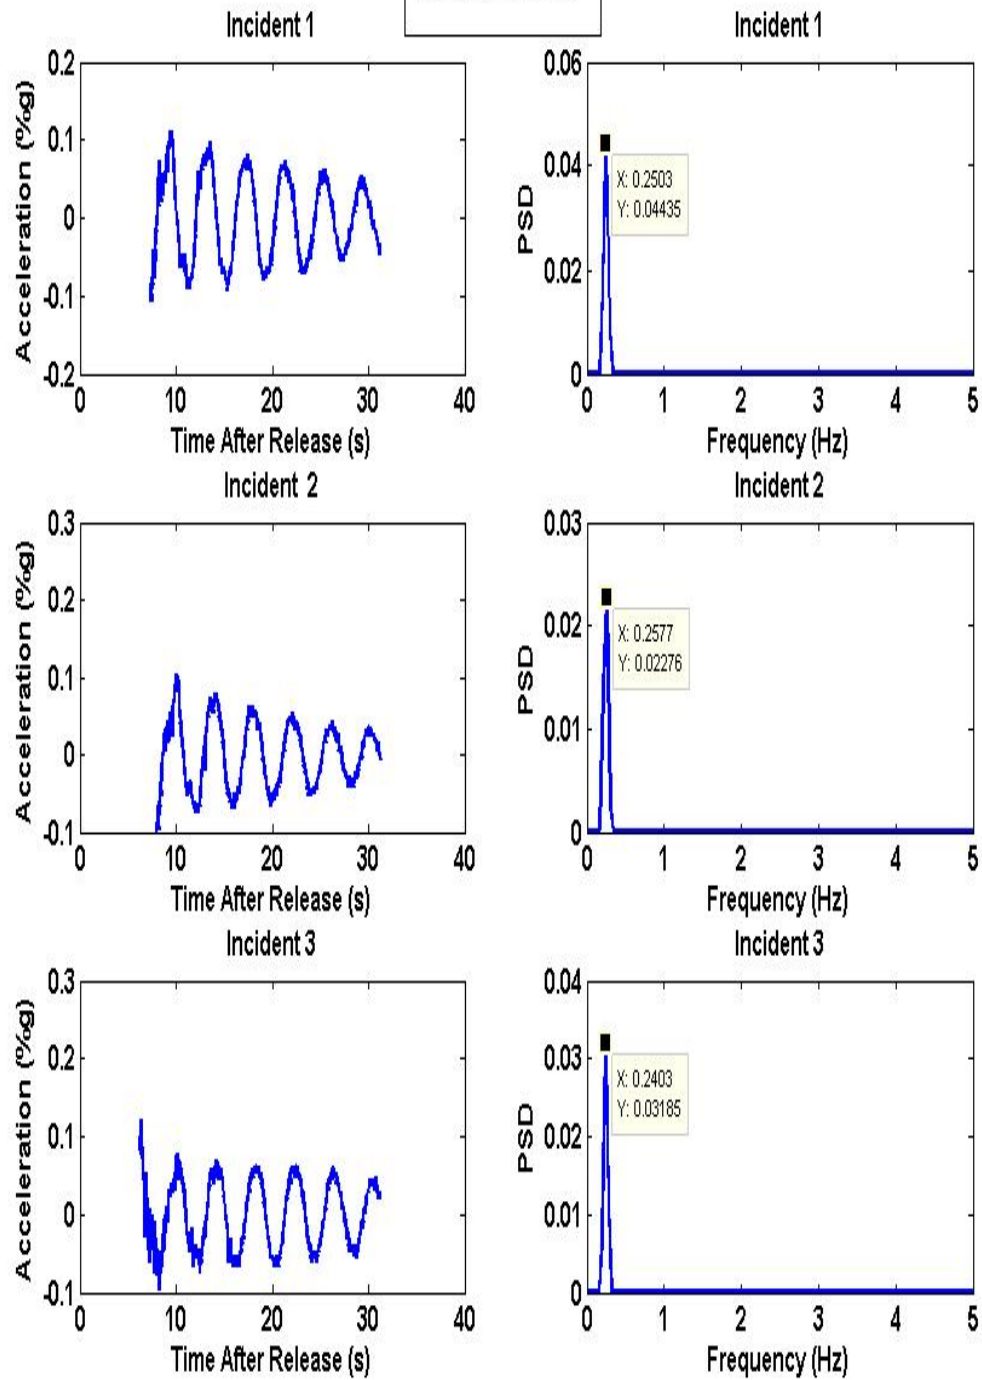 Incident 1
Incident 1
0.2
0.1
0
-0.1
-0.2
Acceleration (%g)
0 10 20 30 40
Time After Release (s)
0.06
0.04
0.02
0
PSD
X: 0.2503
Y: 0.04435
0 1 2 3 4 5
Frequency (Hz)
Incident 2
Incident 2
0.3
0.2
0.1
0
-0.1
Acceleration (%g)
0 10 20 30 40
Time After Release (s)
0.03
0.02
0.01
0
PSD
X: 0.2577
Y: 0.02276
0 1 2 3 4 5
Frequency (Hz)
Incident 3
Incident 3
0.3
0.2
0.1
0
-0.1
Acceleration (%g)
0 10 20 30 40
Time After Release (s)
0.04
0.03
0.02
0.01
0
PSD
X: 0.2403
Y: 0.03185
0 1 2 3 4 5
Frequency (Hz)